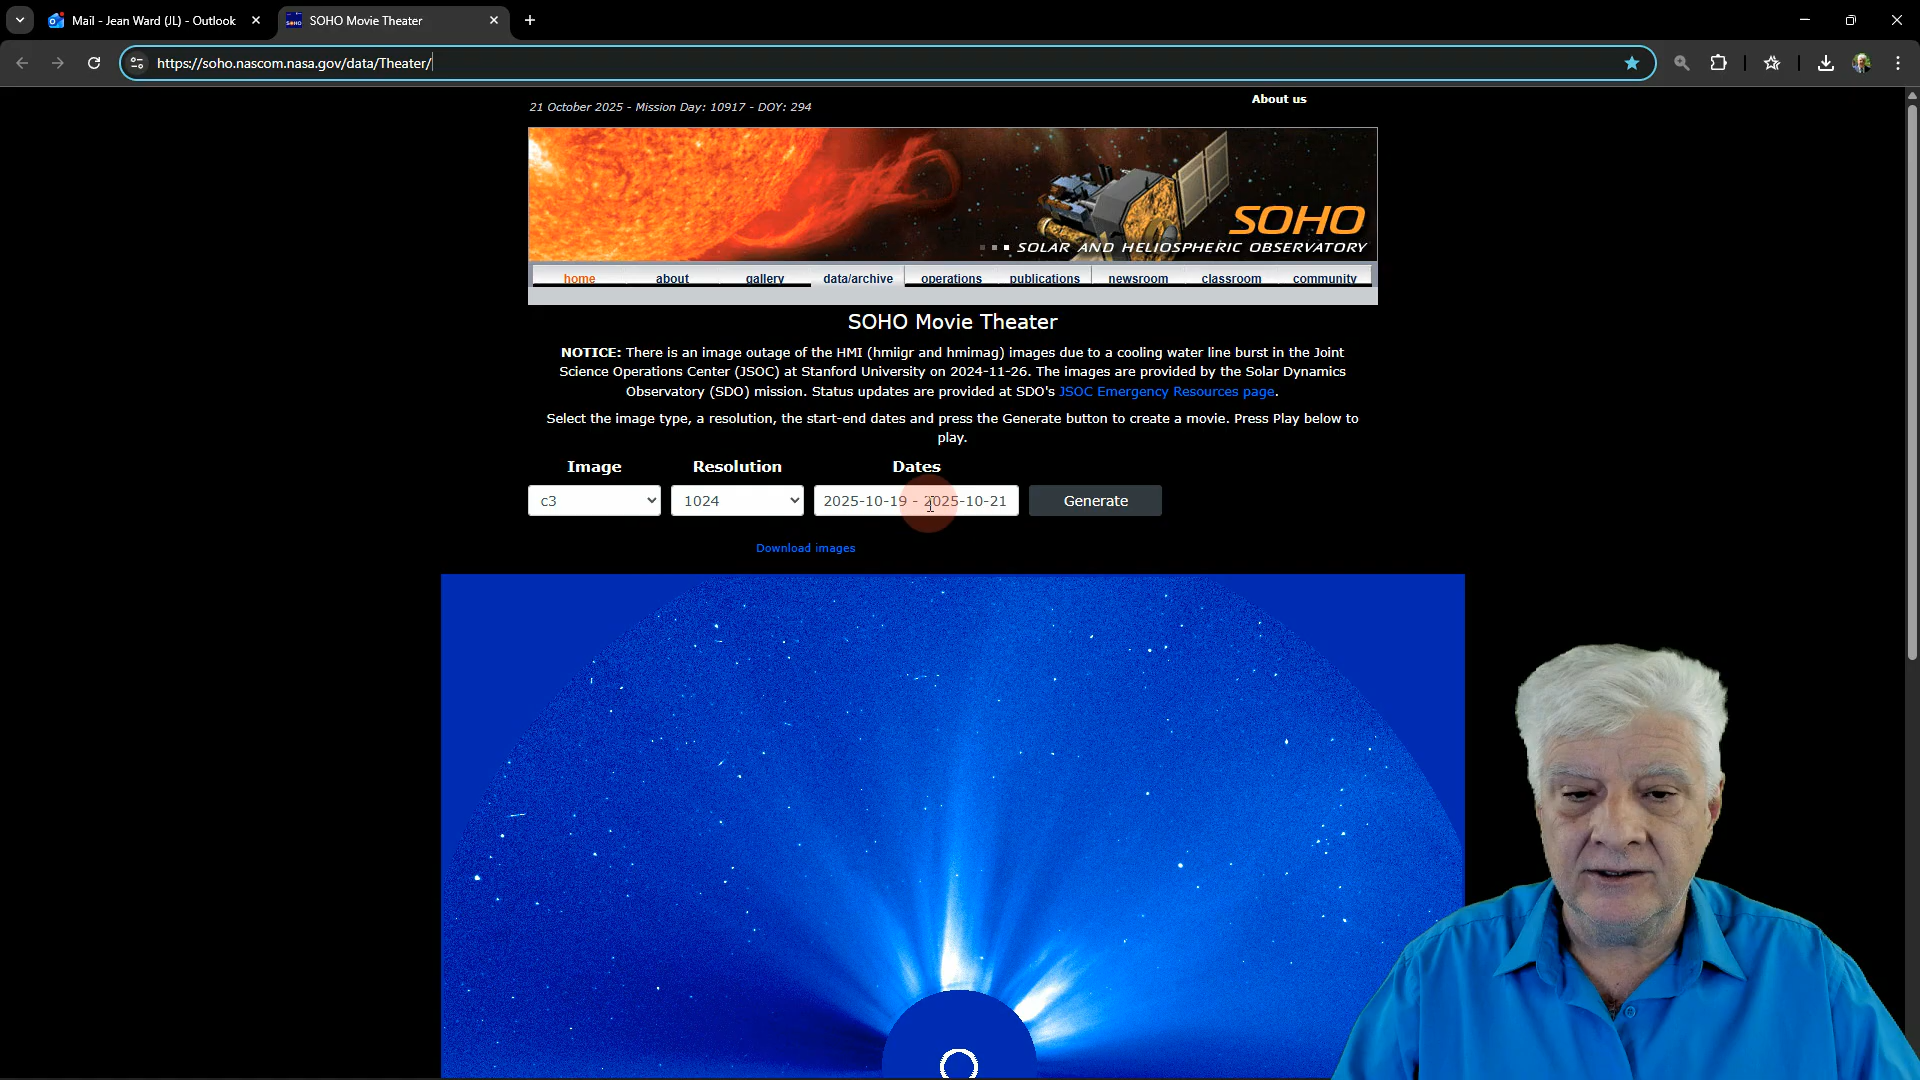 Mail - Jean Ward (JL) - Outlook
SOHO Movie Theater
https://soho.nascom.nasa.gov/data/Theater/
21 October 2025 - Mission Day: 10917 - DOY: 294
About us
SOHO
SOLAR AND HELIOSPHERIC OBSERVATORY
home about gallery data/archive operations publications newsroom classroom community
SOHO Movie Theater
NOTICE: There is an image outage of the HMI (hmiigr and hmimag) images due to a cooling water line burst in the Joint
Science Operations Center (JSOC) at Stanford University on 2024-11-26. The images are provided by the Solar Dynamics
Observatory (SDO) mission. Status updates are provided at SDO's JSOC Emergency Resources page.
Select the image type, a resolution, the start-end dates and press the Generate button to create a movie. Press Play below to
play.
Image Resolution Dates
c3 1024 2025-10-19 - 2025-10-21 Generate
Download images